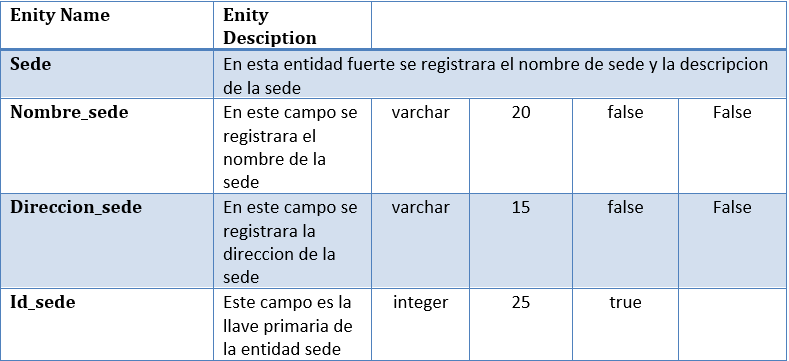 Enity Name Enity
Desciption
Sede En esta entidad fuerte se registrara el nombre de sede y la descripcion
de la sede
Nombre_sede En este campo se varchar 20 false False
registrara el
nombre de la
sede
Direccion_sede En este campo se varchar 15 false False
registrara la
direccion de la
sede
Id_sede Este campo es la integer 25 true
llave primaria de
la entidad sede